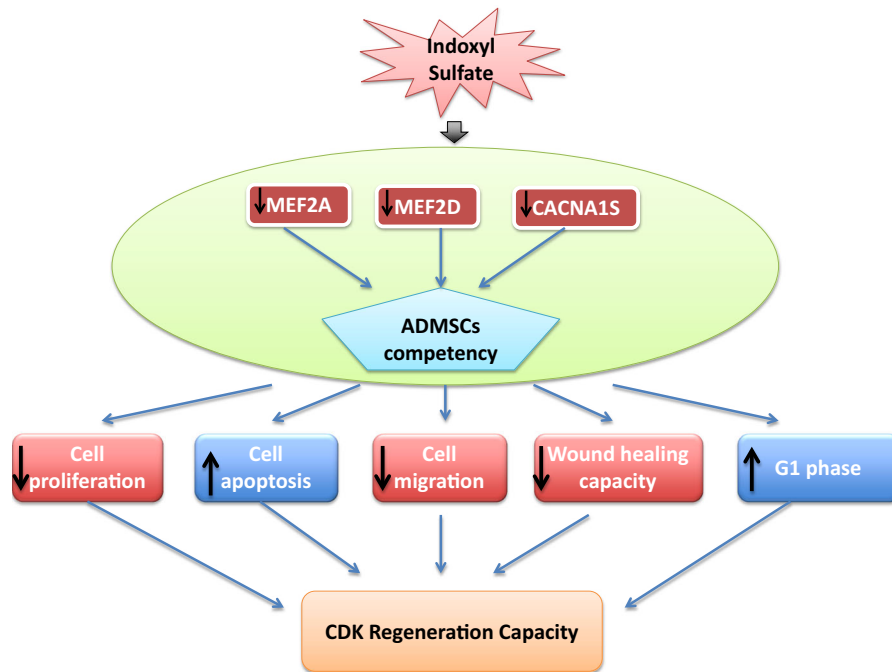 Indoxyl
Sulfate
↓MEF2A
↓MEF2D
↓CACNA1S
ADMSCs
competency
↓ Cell
proliferation
↑ Cell
apoptosis
↓ Cell
migration
↓ Wound healing
capacity
↑ G1 phase
CDK Regeneration Capacity